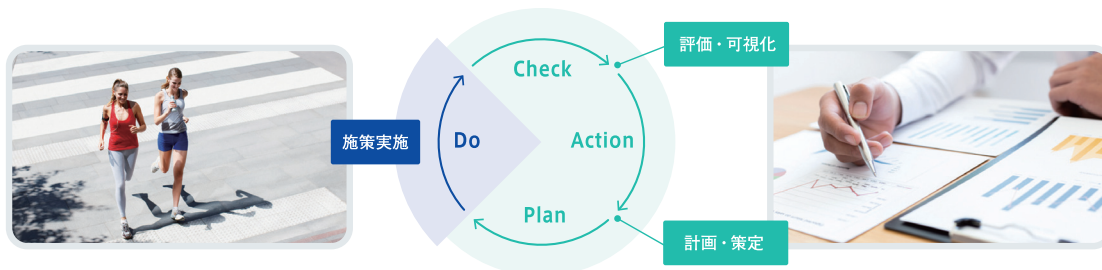 施策実施
Do
Check
Action
Plan
評価・可視化
計画・策定